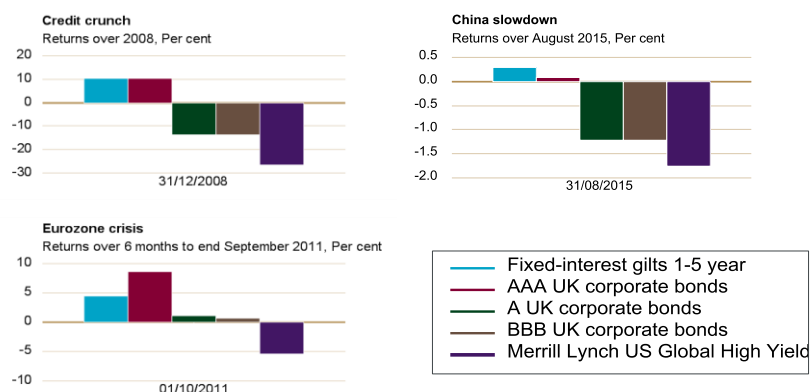 Credit crunch
Returns over 2008, Per cent
20
10
0
-10
-20
-30
31/12/2008
China slowdown
Returns over August 2015, Per cent
0.5
0.0
-0.5
-1.0
-1.5
-2.0
31/08/2015
Eurozone crisis
Returns over 6 months to end September 2011, Per cent
10
5
0
-5
-10
01/10/2011
Fixed-interest gilts 1-5 year
AAA UK corporate bonds
A UK corporate bonds
BBB UK corporate bonds
Merrill Lynch US Global High Yield